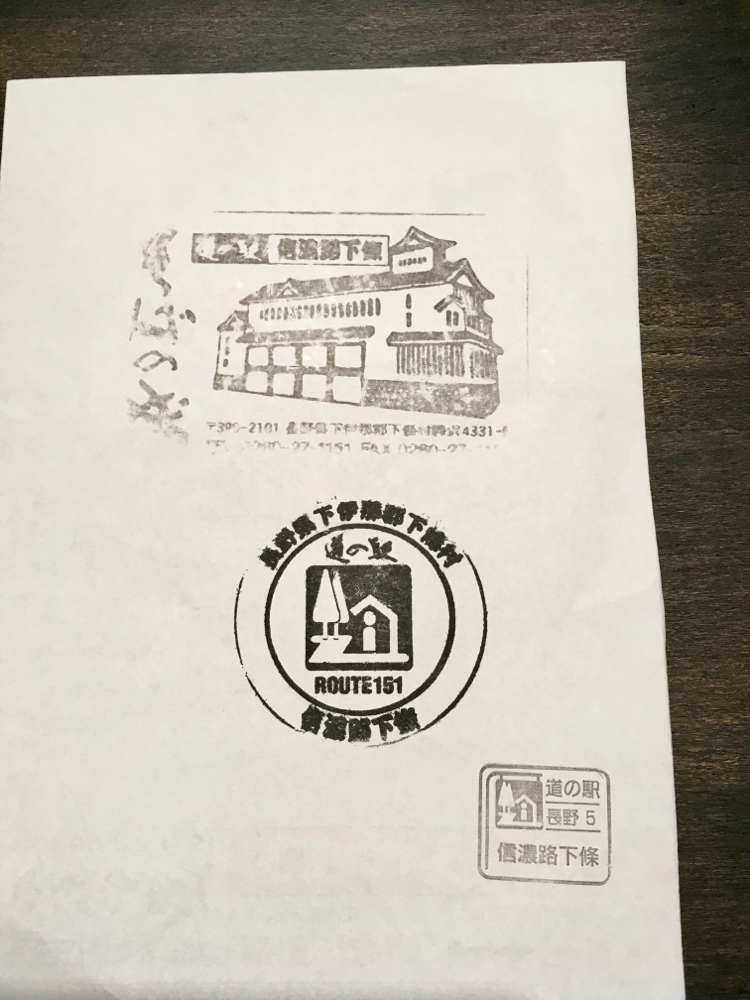 道の駅 信濃路下條
〒399-2101 長野県下伊那郡下條村睦沢4331-
長野県下伊那郡下條村
道の駅
ROUTE151
信濃路下條
道の駅
長野 5
信濃路下條